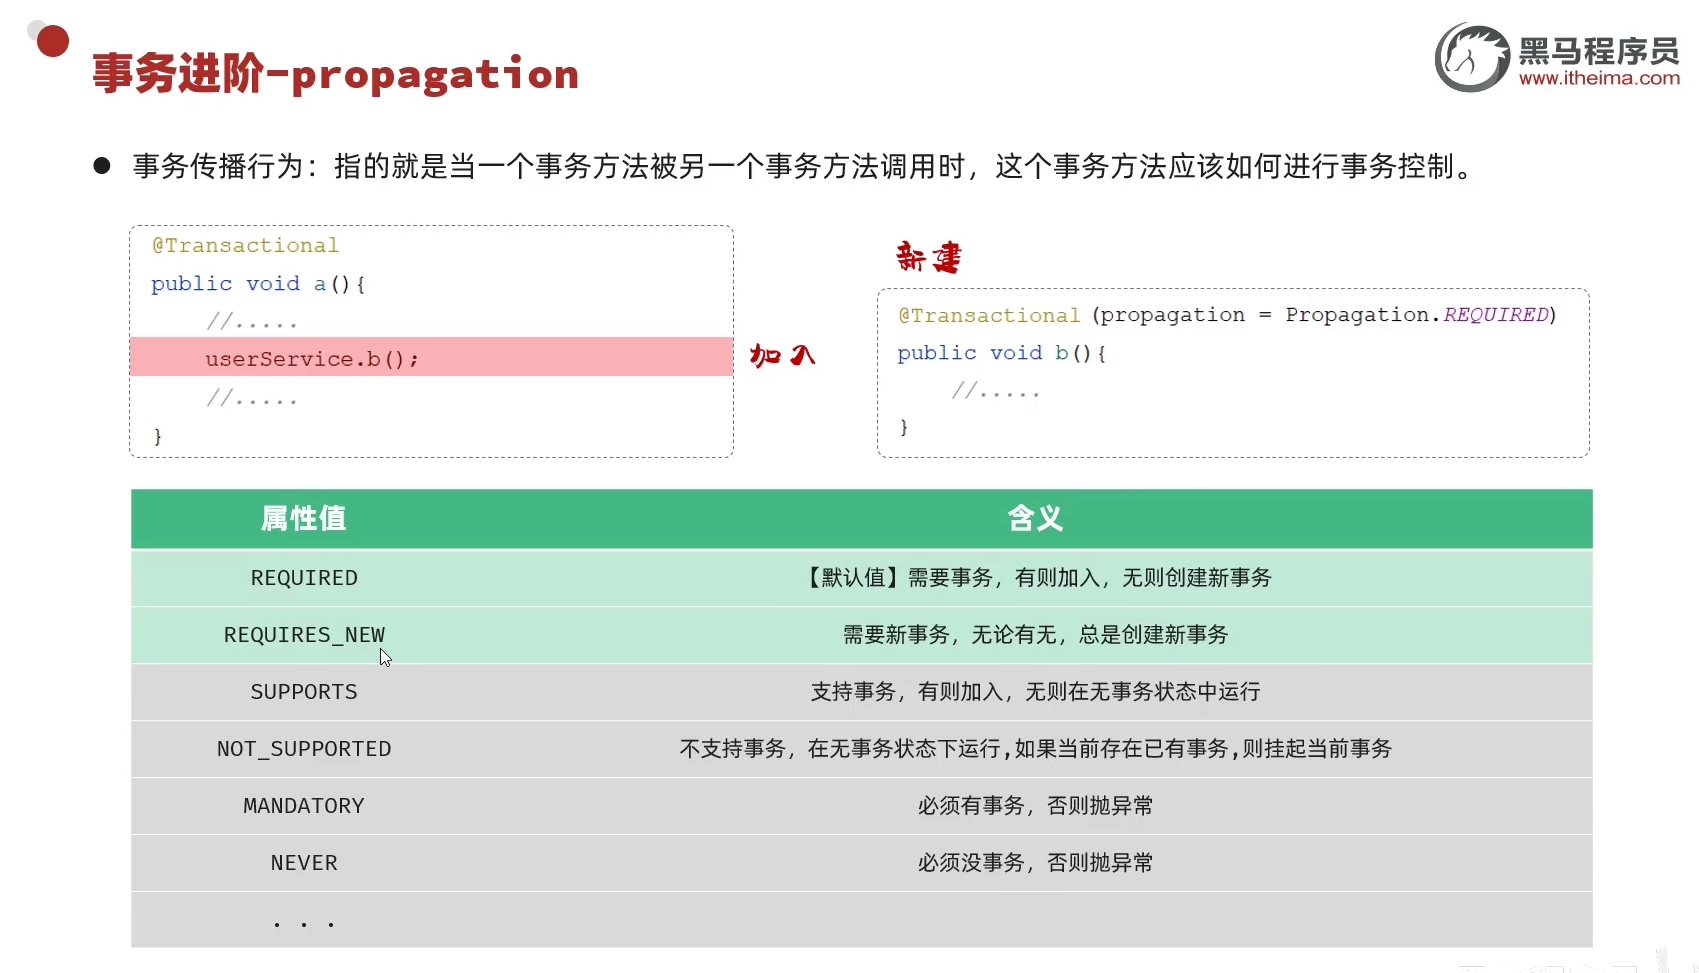 事务进阶-propagation
黑马程序员
www.itheima.com
● 事务传播行为：指的就是当一个事务方法被另一个事务方法调用时，这个事务方法应该如何进行事务控制。
@Transactional
public void a(){
//.....
userService.b();
//.....
}
加入
新建
@Transactional(propagation = Propagation.REQUIRED)
public void b(){
//.....
}
属性值 含义
REQUIRED 【默认值】需要事务，有则加入，无则创建新事务
REQUIRES_NEW 需要新事务，无论有无，总是创建新事务
SUPPORTS 支持事务，有则加入，无则在无事务状态中运行
NOT_SUPPORTED 不支持事务，在无事务状态下运行,如果当前存在已有事务,则挂起当前事务
MANDATORY 必须有事务，否则抛异常
NEVER 必须没事务，否则抛异常
. . .